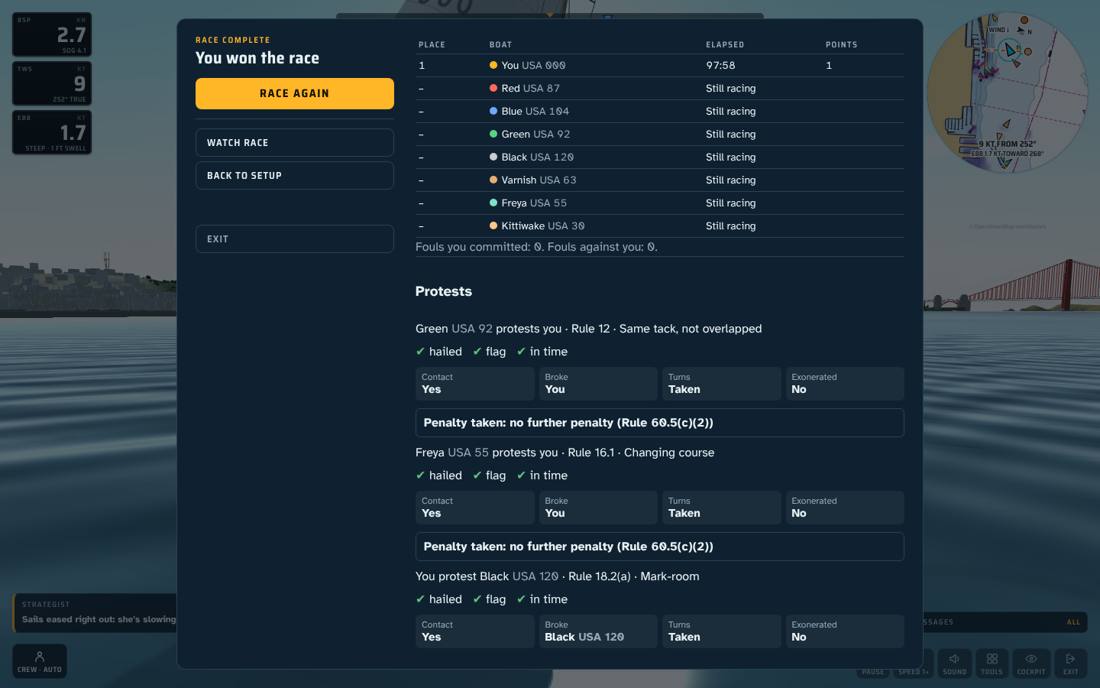 BSP KT
2.7
SOG 4.1
TWS KT
9
252° TRUE
EBB KT
1.7
STEEP · 1 FT SWELL
RACE COMPLETE
You won the race
RACE AGAIN
WATCH RACE
BACK TO SETUP
EXIT
PLACE BOAT ELAPSED POINTS
1 You USA 000 97:58 1
– Red USA 87 Still racing
– Blue USA 104 Still racing
– Green USA 92 Still racing
– Black USA 120 Still racing
– Varnish USA 63 Still racing
– Freya USA 55 Still racing
– Kittiwake USA 30 Still racing
Fouls you committed: 0. Fouls against you: 0.
Protests
Green USA 92 protests you · Rule 12 · Same tack, not overlapped
✔ hailed ✔ flag ✔ in time
Contact Broke Turns Exonerated
Yes You Taken No
Penalty taken: no further penalty (Rule 60.5(c)(2))
Freya USA 55 protests you · Rule 16.1 · Changing course
✔ hailed ✔ flag ✔ in time
Contact Broke Turns Exonerated
Yes You Taken No
Penalty taken: no further penalty (Rule 60.5(c)(2))
You protest Black USA 120 · Rule 18.2(a) · Mark-room
✔ hailed ✔ flag ✔ in time
Contact Broke Turns Exonerated
Yes Black USA 120 Taken No
WIND N
9 KT FROM 252°
EBB 1.7 KT TOWARD 268°
STRATEGIST
Sails eased right out: she's slowing
CREW · AUTO
SSAGES ALL
PAUSE SPEED 1× SOUND TOOLS COCKPIT EXIT